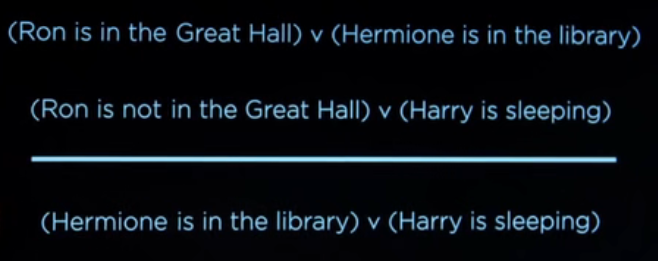 (Ron is in the Great Hall) v (Hermione is in the library)
(Ron is not in the Great Hall) v (Harry is sleeping)
(Hermione is in the library) v (Harry is sleeping)